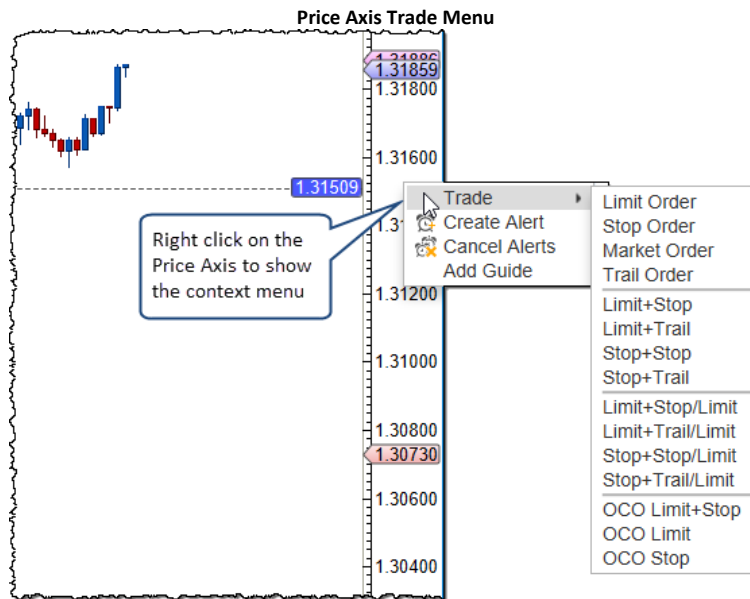 Price Axis Trade Menu
1.31886
1.31859
1.31800
1.31600
1.31509
Trade
Create Alert
Cancel Alerts
Add Guide
Right click on the
Price Axis to show
the context menu
1.31200
1.31000
1.30800
1.30730
1.30600
1.30400
Limit Order
Stop Order
Market Order
Trail Order
Limit+Stop
Limit+Trail
Stop+Stop
Stop+Trail
Limit+Stop/Limit
Limit+Trail/Limit
Stop+Stop/Limit
Stop+Trail/Limit
OCO Limit+Stop
OCO Limit
OCO Stop